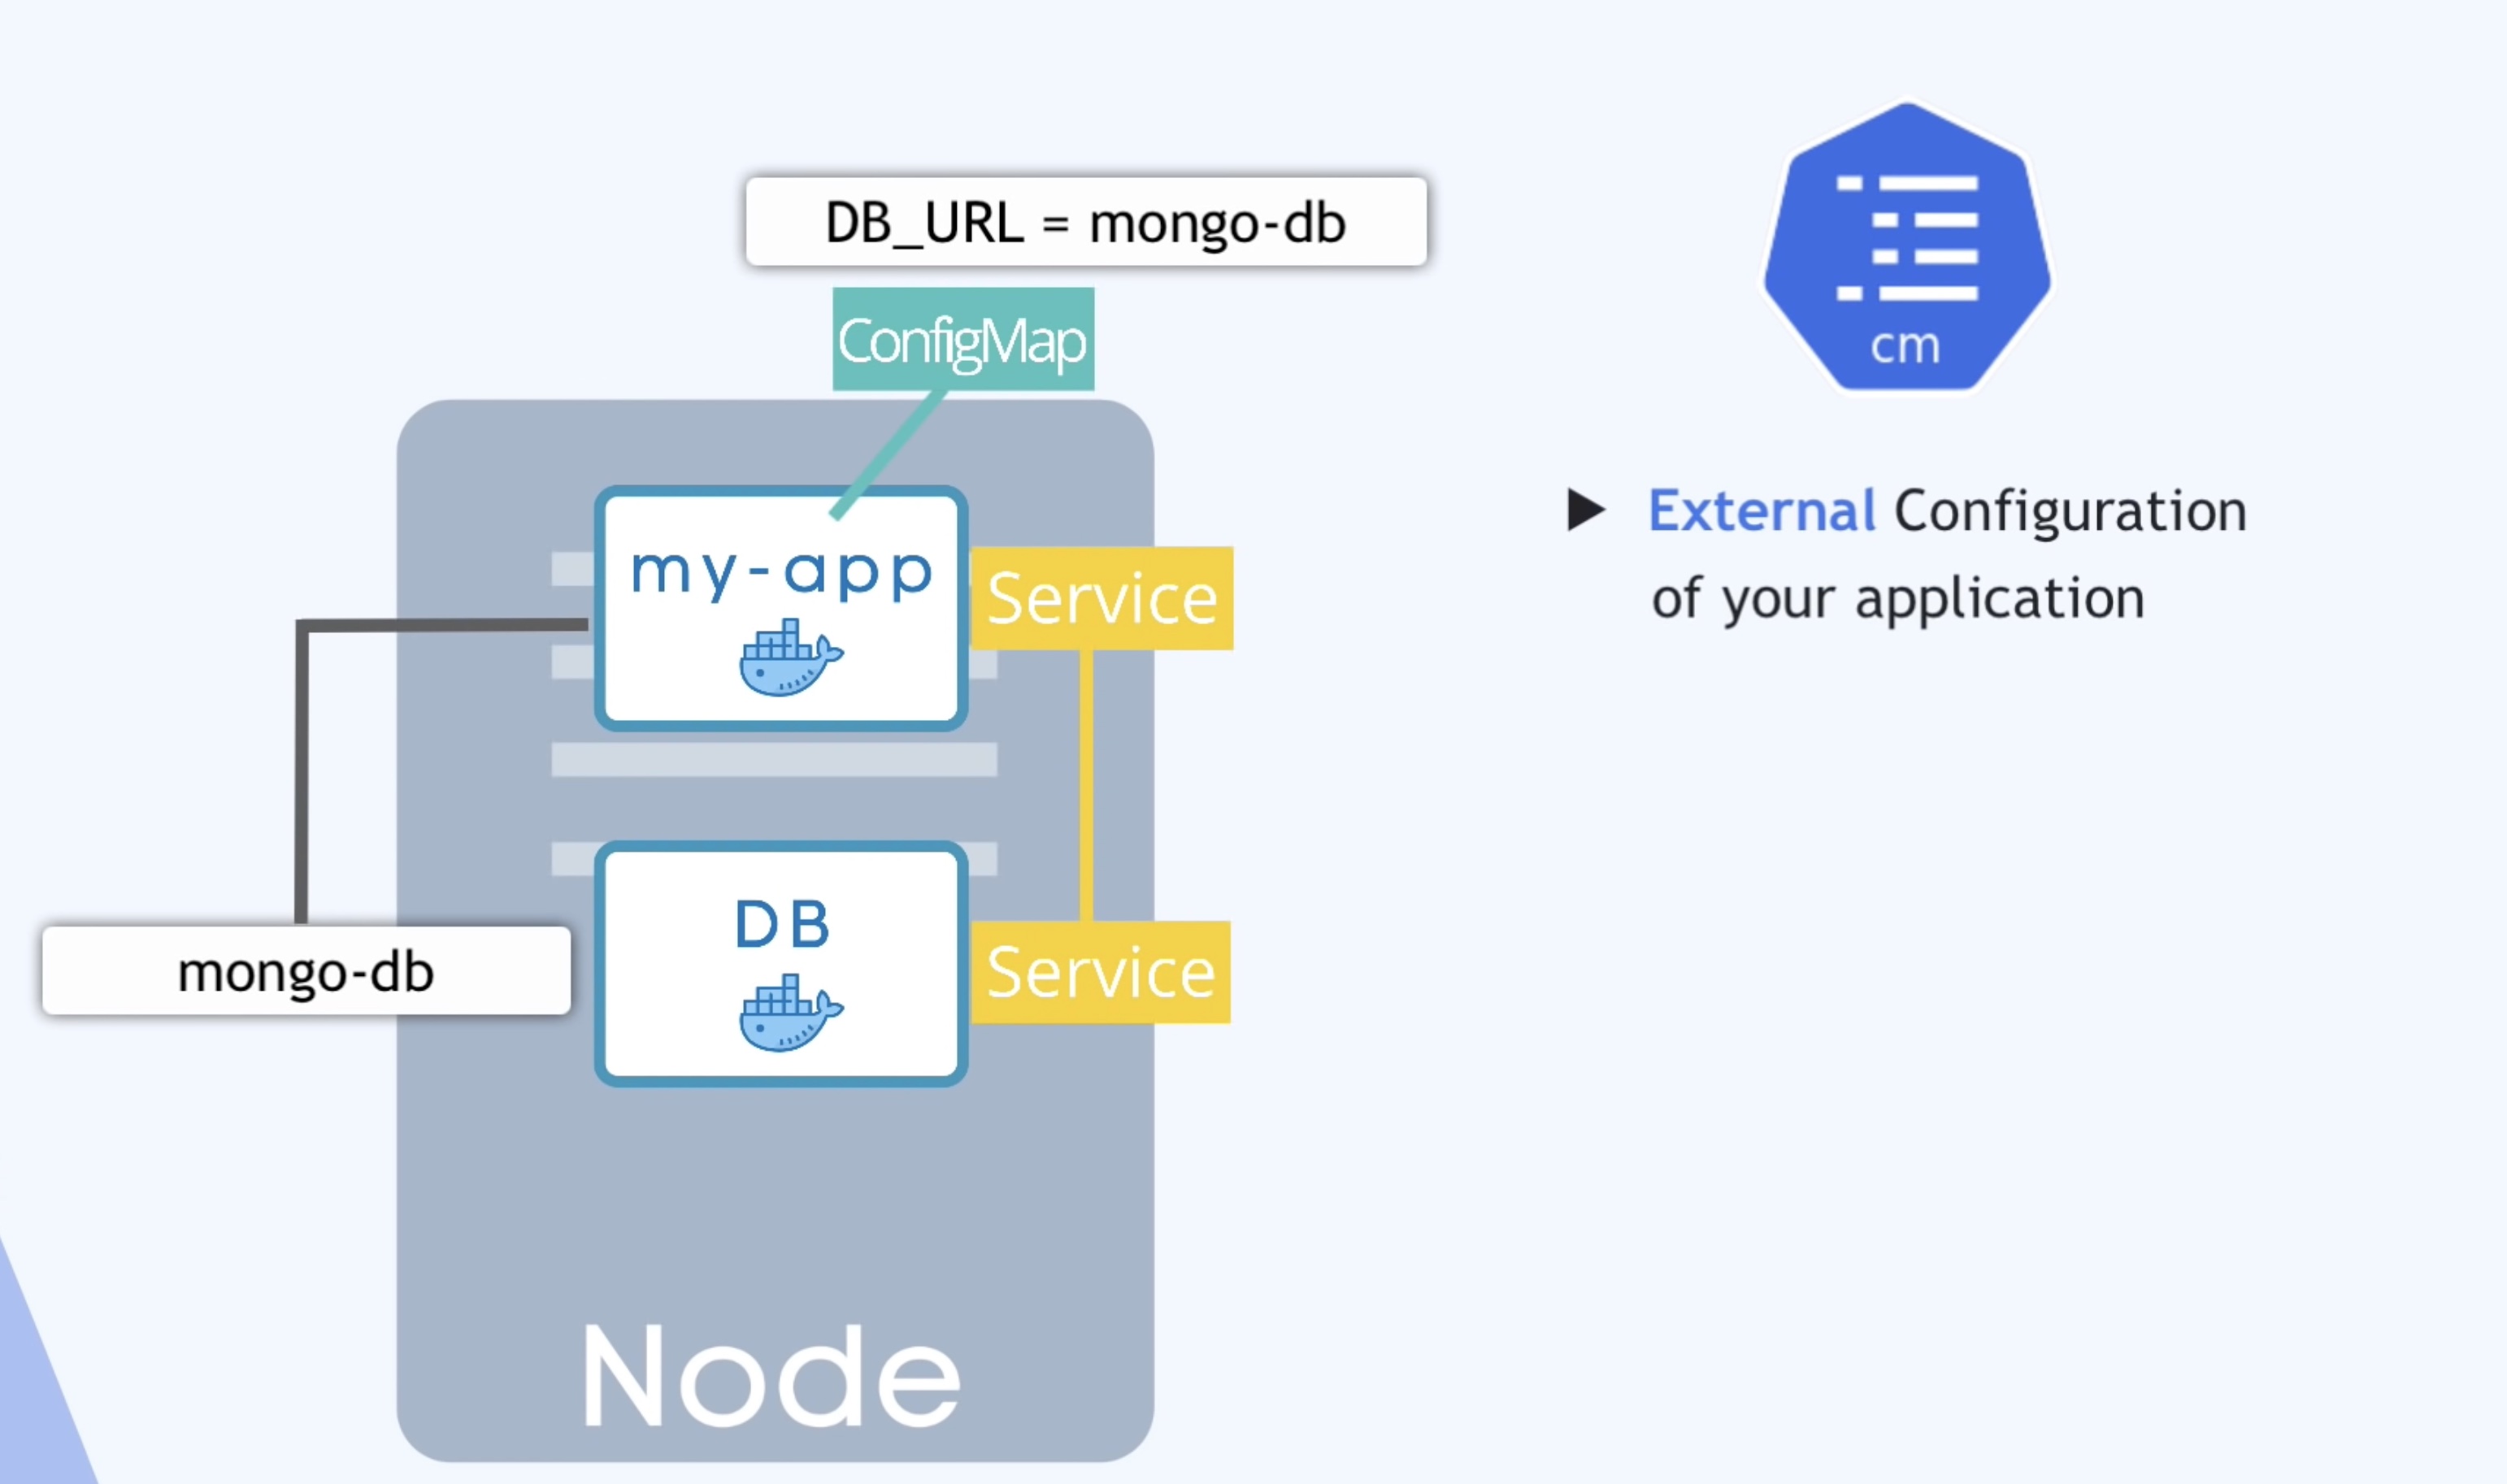 DB_URL = mongo-db
ConfigMap
cm
External Configuration
of your application
my-app
Service
DB
Service
mongo-db
Node